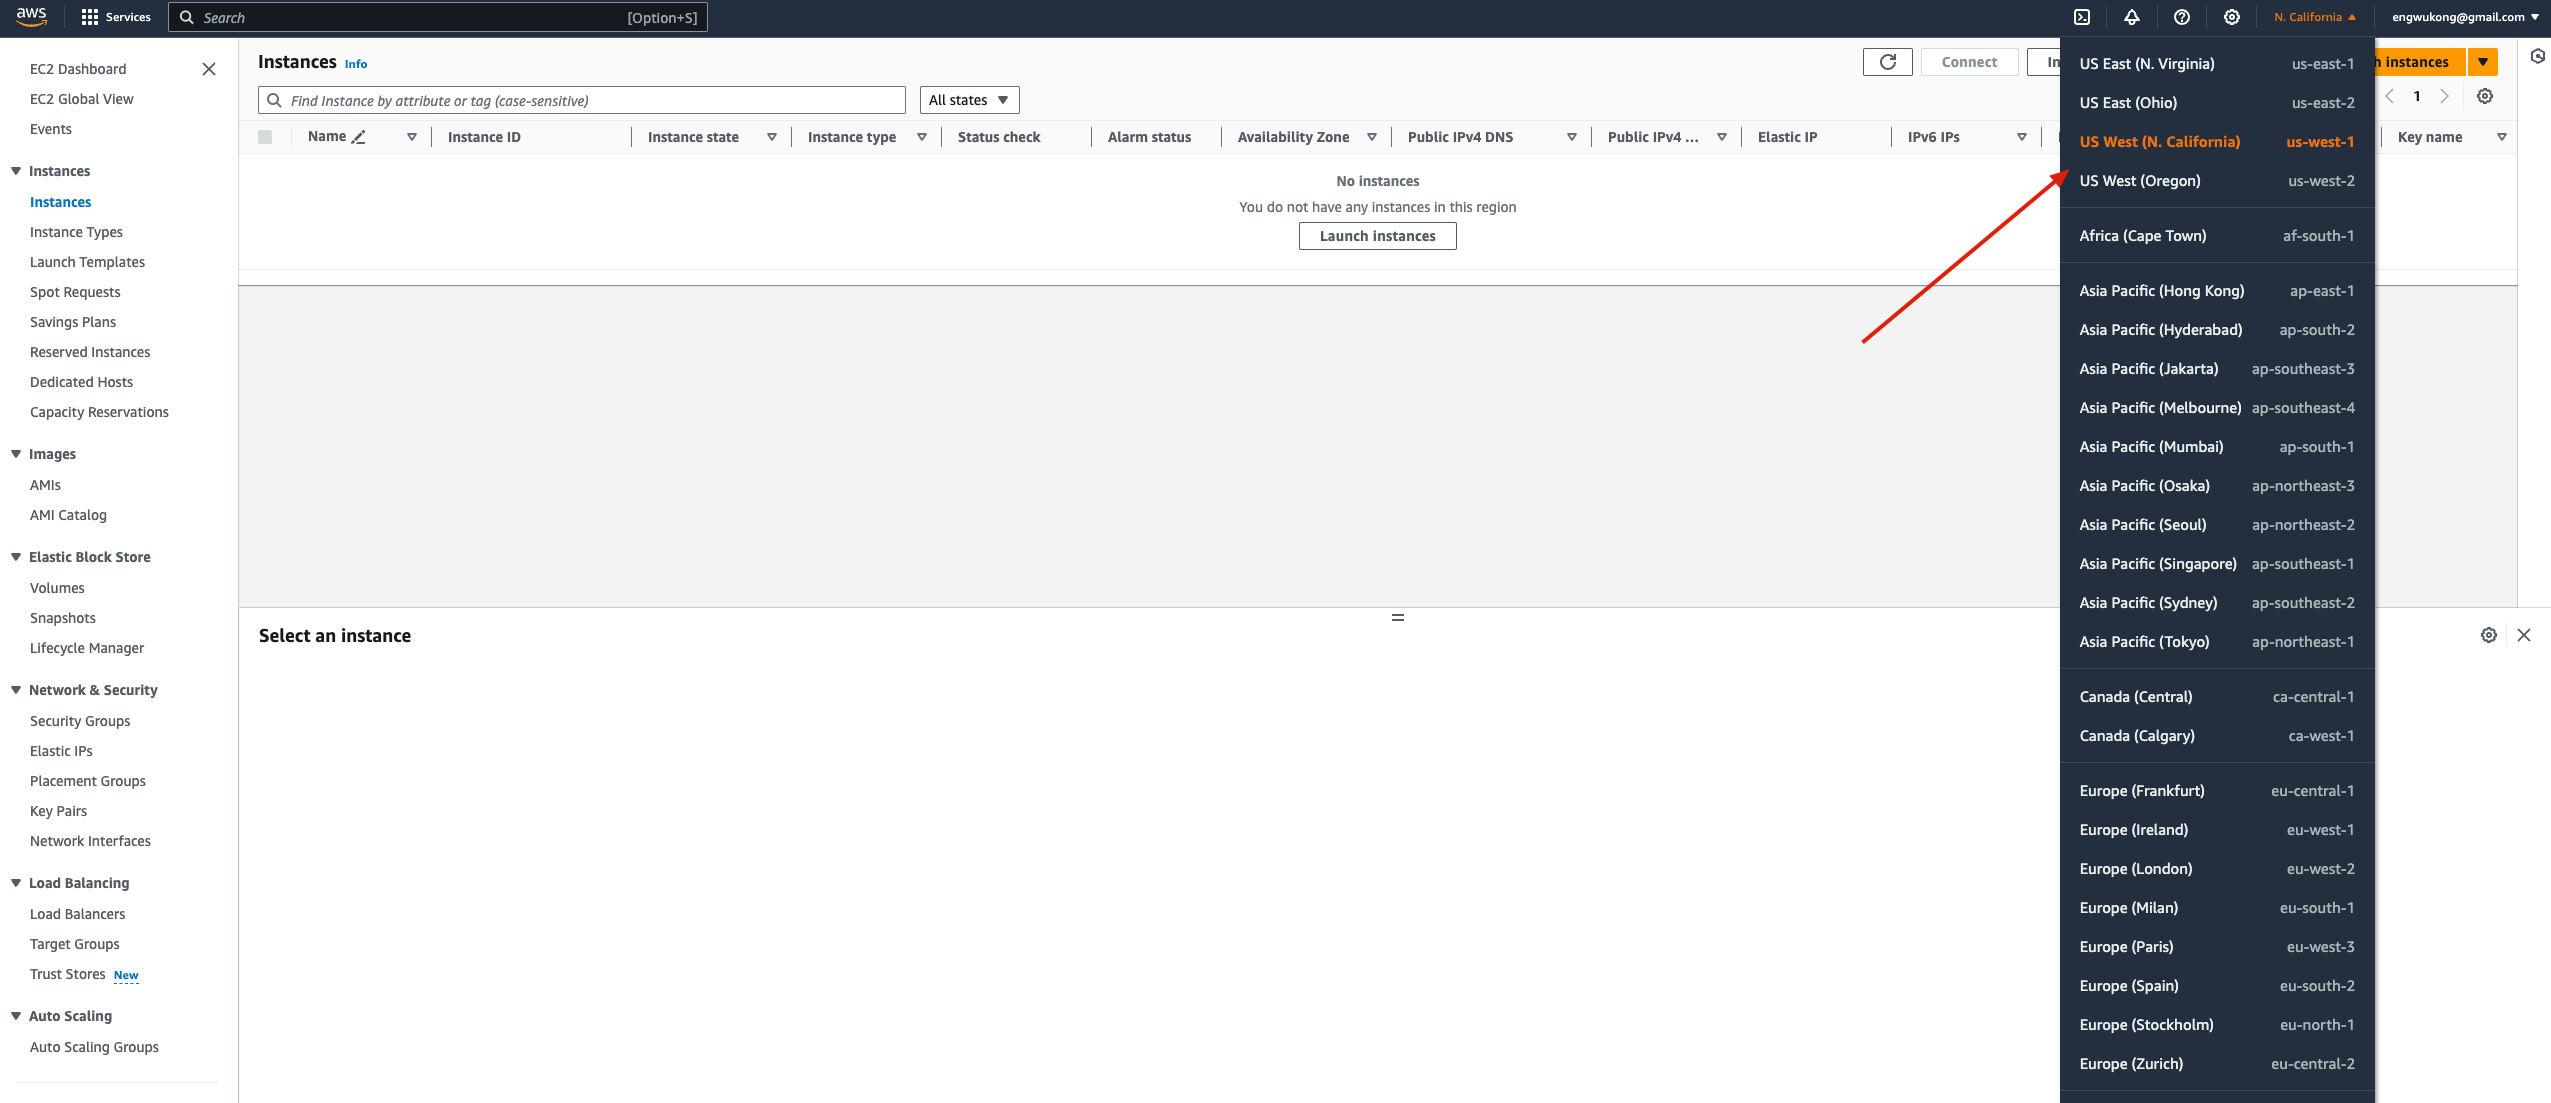 aws
Services
Search
[Option+S]
N. California
engwukong@gmail.com
EC2 Dashboard
EC2 Global View
Events
Instances
Instances
Instance Types
Launch Templates
Spot Requests
Savings Plans
Reserved Instances
Dedicated Hosts
Capacity Reservations
Images
AMIs
AMI Catalog
Elastic Block Store
Volumes
Snapshots
Lifecycle Manager
Network & Security
Security Groups
Elastic IPs
Placement Groups
Key Pairs
Network Interfaces
Load Balancing
Load Balancers
Target Groups
Trust Stores New
Auto Scaling
Auto Scaling Groups
Instances Info
Connect
instances
Find Instance by attribute or tag (case-sensitive)
All states
1
Name
Instance ID
Instance state
Instance type
Status check
Alarm status
Availability Zone
Public IPv4 DNS
Public IPv4 ...
Elastic IP
IPv6 IPs
Key name
No instances
You do not have any instances in this region
Launch instances
Select an instance
US East (N. Virginia) us-east-1
US East (Ohio) us-east-2
US West (N. California) us-west-1
US West (Oregon) us-west-2
Africa (Cape Town) af-south-1
Asia Pacific (Hong Kong) ap-east-1
Asia Pacific (Hyderabad) ap-south-2
Asia Pacific (Jakarta) ap-southeast-3
Asia Pacific (Melbourne) ap-southeast-4
Asia Pacific (Mumbai) ap-south-1
Asia Pacific (Osaka) ap-northeast-3
Asia Pacific (Seoul) ap-northeast-2
Asia Pacific (Singapore) ap-southeast-1
Asia Pacific (Sydney) ap-southeast-2
Asia Pacific (Tokyo) ap-northeast-1
Canada (Central) ca-central-1
Canada (Calgary) ca-west-1
Europe (Frankfurt) eu-central-1
Europe (Ireland) eu-west-1
Europe (London) eu-west-2
Europe (Milan) eu-south-1
Europe (Paris) eu-west-3
Europe (Spain) eu-south-2
Europe (Stockholm) eu-north-1
Europe (Zurich) eu-central-2